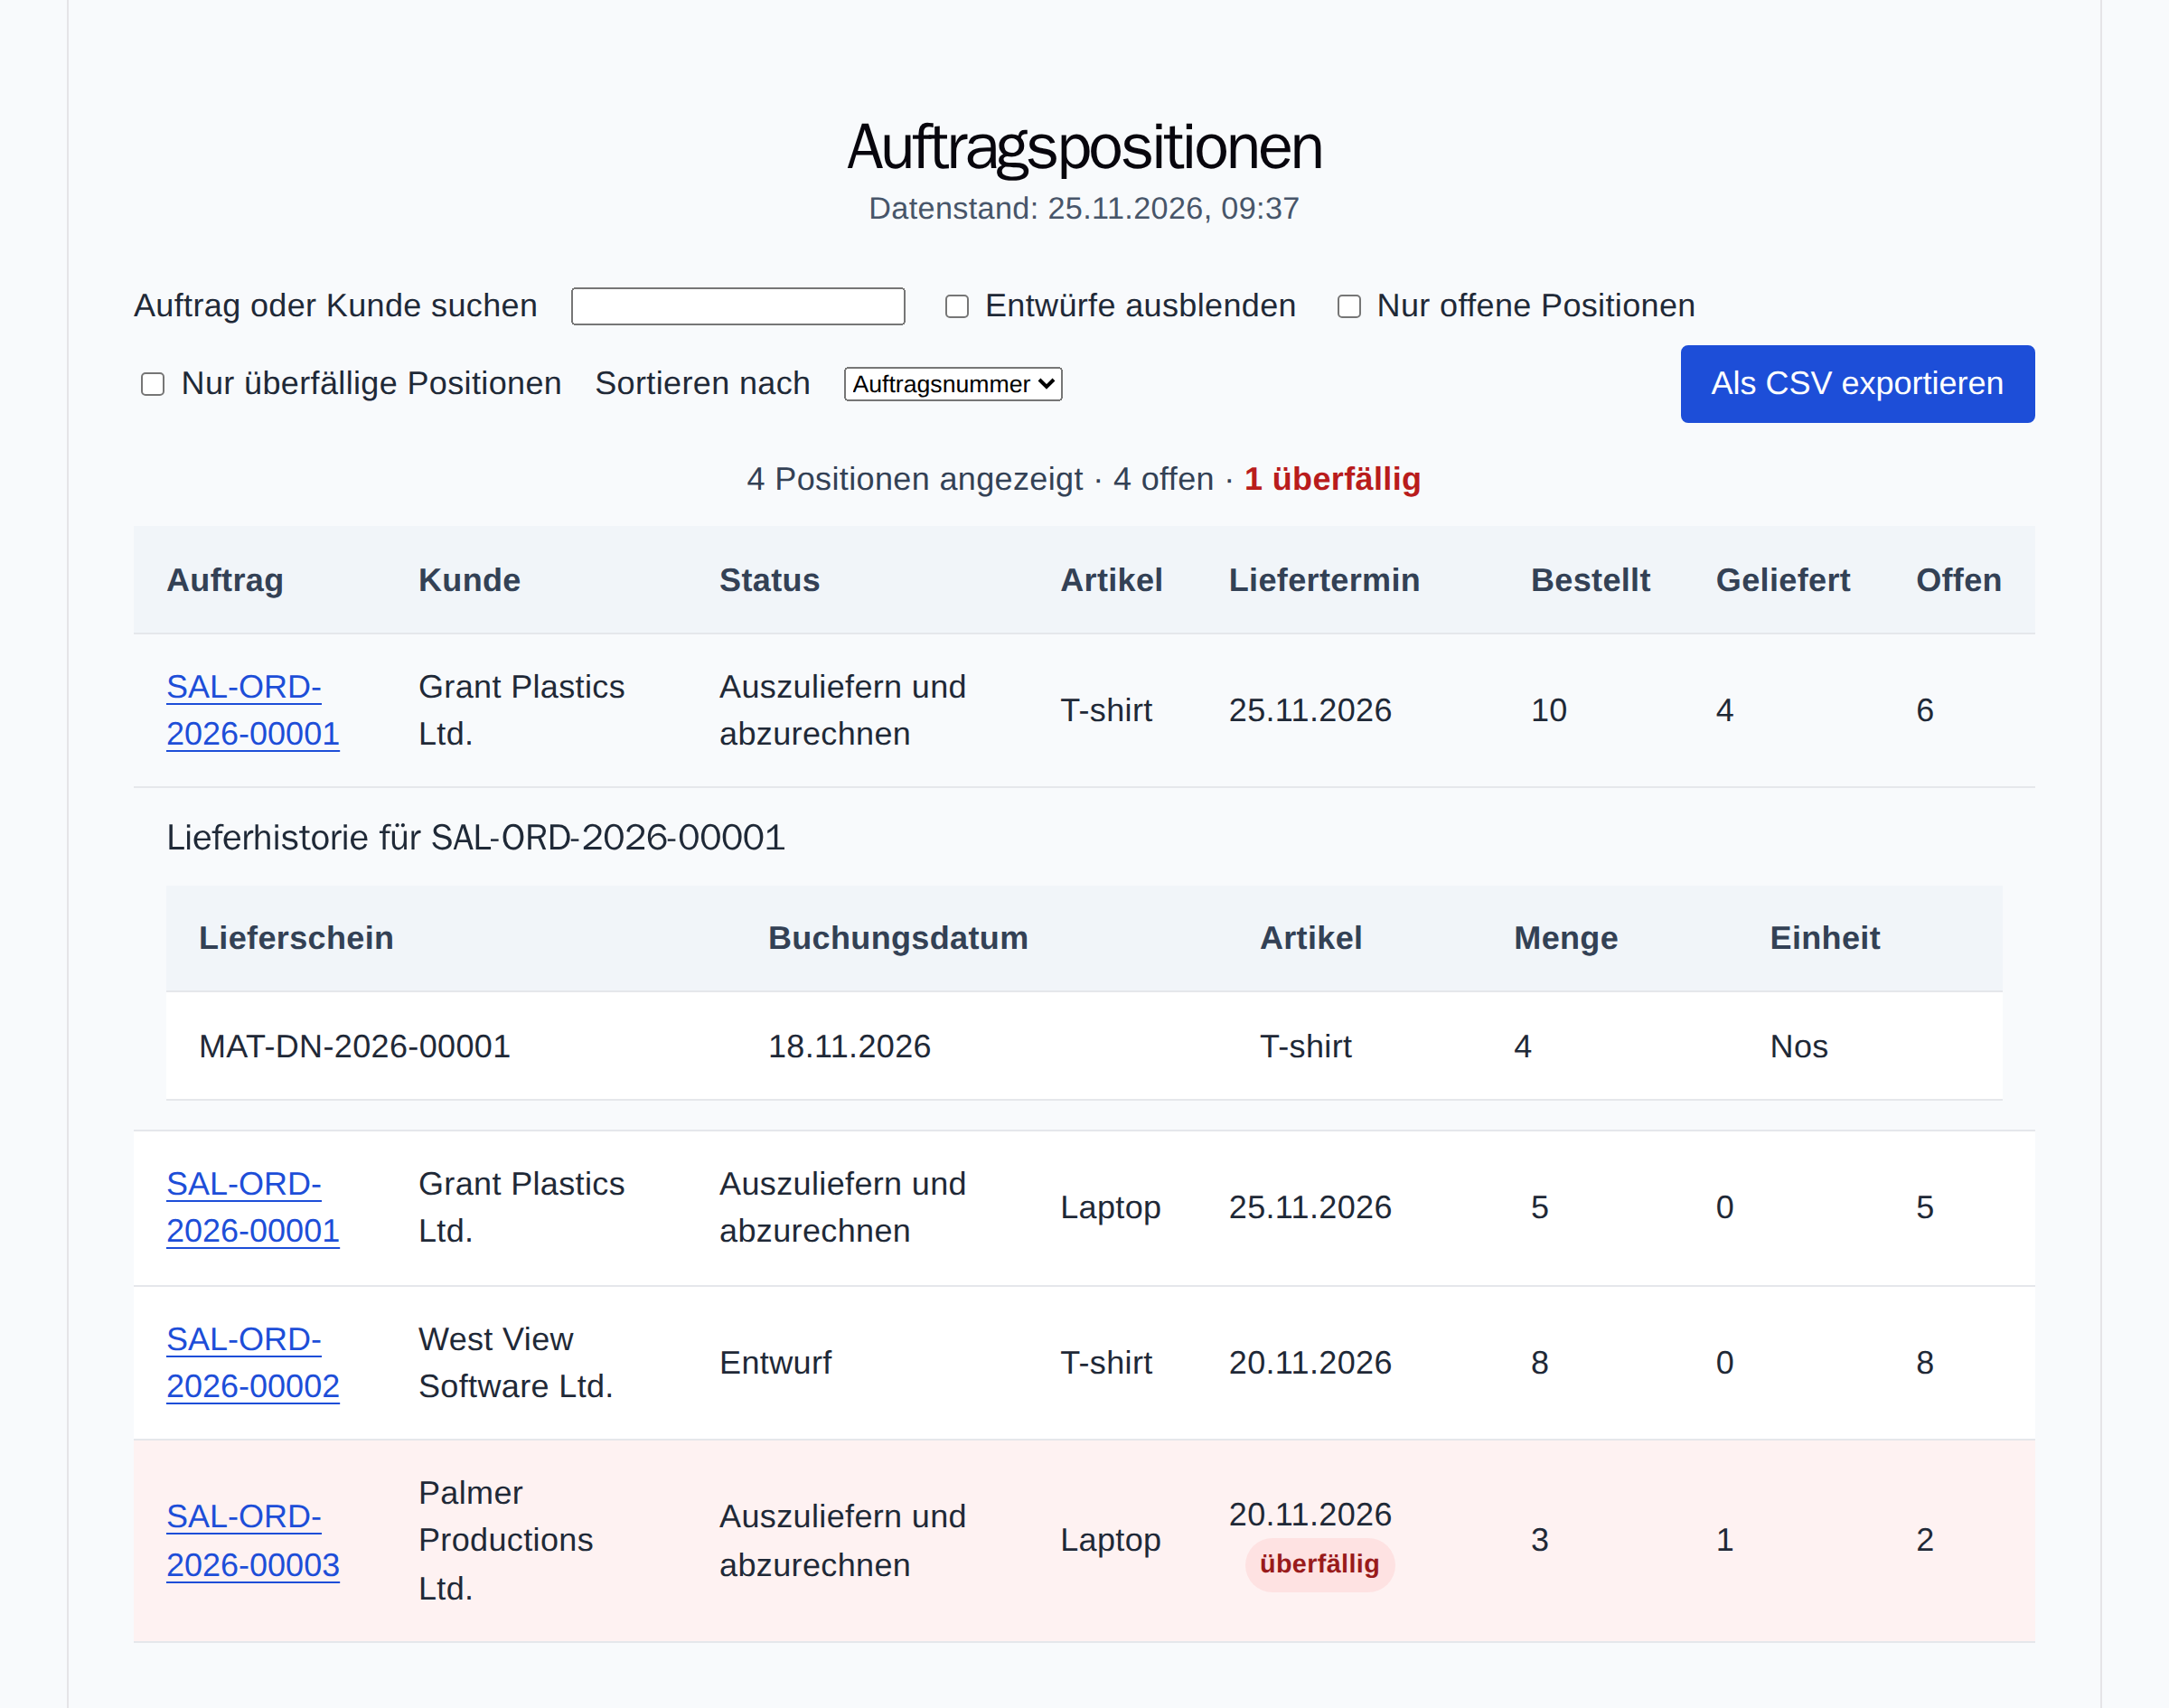 Auftragspositionen
Datenstand: 25.11.2026, 09:37
Auftrag oder Kunde suchen Entwürfe ausblenden Nur offene Positionen
Nur überfällige Positionen Sortieren nach Auftragsnummer Als CSV exportieren
4 Positionen angezeigt · 4 offen · 1 überfällig
Auftrag Kunde Status Artikel Liefertermin Bestellt Geliefert Offen
SAL-ORD-2026-00001 Grant Plastics Ltd. Auszuliefern und abzurechnen T-shirt 25.11.2026 10 4 6
Lieferhistorie für SAL-ORD-2026-00001
Lieferschein Buchungsdatum Artikel Menge Einheit
MAT-DN-2026-00001 18.11.2026 T-shirt 4 Nos
SAL-ORD-2026-00001 Grant Plastics Ltd. Auszuliefern und abzurechnen Laptop 25.11.2026 5 0 5
SAL-ORD-2026-00002 West View Software Ltd. Entwurf T-shirt 20.11.2026 8 0 8
SAL-ORD-2026-00003 Palmer Productions Ltd. Auszuliefern und abzurechnen Laptop 20.11.2026 überfällig 3 1 2